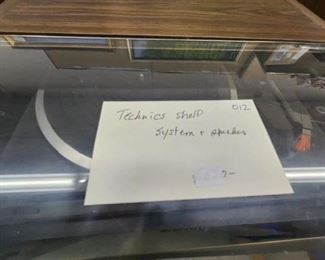 Technics shelf 012
system + speakers